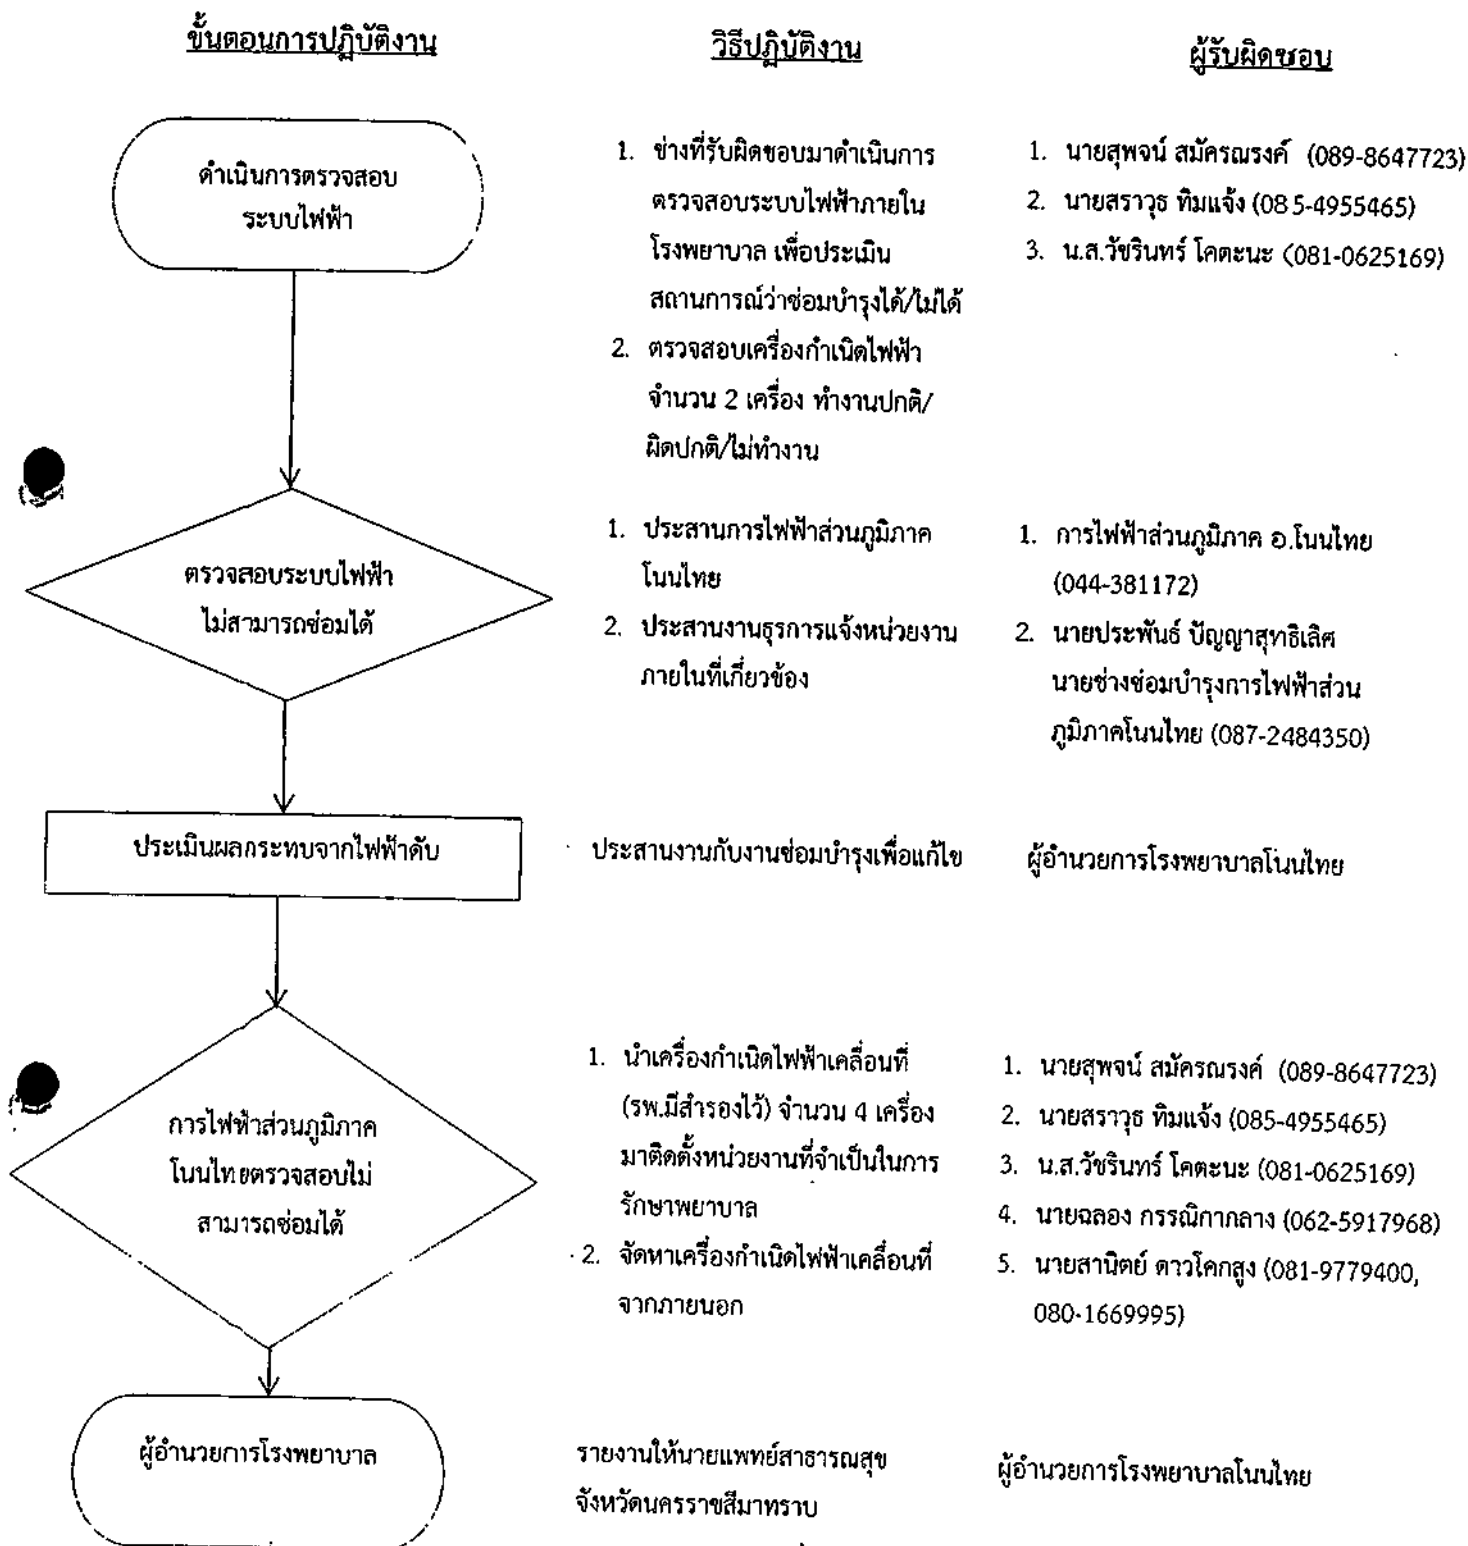 ขั้นตอนการปฏิบัติงาน
วิธีปฏิบัติงาน
ผู้รับผิดชอบ
ดำเนินการตรวจสอบ
ระบบไฟฟ้า
1. ช่างที่รับผิดชอบมาดำเนินการ
ตรวจสอบระบบไฟฟ้าภายใน
โรงพยาบาล เพื่อประเมิน
สถานการณ์ว่าซ่อมบำรุงได้/ไม่ได้
2. ตรวจสอบเครื่องกำเนิดไฟฟ้า
จำนวน 2 เครื่อง ทำงานปกติ/
ผิดปกติ/ไม่ทำงาน
1. นายสุพจน์ สมัครณรงค์ (089-8647723)
2. นายสราวุธ ทิมแจ้ง (085-4955465)
3. น.ส.วัชรินทร์ โคตะนะ (081-0625169)
ตรวจสอบระบบไฟฟ้า
ไม่สามารถซ่อมได้
1. ประสานการไฟฟ้าส่วนภูมิภาค
โนนไทย
2. ประสานงานธุรการแจ้งหน่วยงาน
ภายในที่เกี่ยวข้อง
1. การไฟฟ้าส่วนภูมิภาค อ.โนนไทย
(044-381172)
2. นายประพันธ์ ปัญญาสุทธิเลิศ
นายช่างซ่อมบำรุงการไฟฟ้าส่วน
ภูมิภาคโนนไทย (087-2484350)
ประเมินผลกระทบจากไฟฟ้าดับ
ประสานงานกับงานซ่อมบำรุงเพื่อแก้ไข
ผู้อำนวยการโรงพยาบาลโนนไทย
การไฟฟ้าส่วนภูมิภาค
โนนไทยตรวจสอบไม่
สามารถซ่อมได้
1. นำเครื่องกำเนิดไฟฟ้าเคลื่อนที่
(รพ.มีสำรองไว้) จำนวน 4 เครื่อง
มาติดตั้งหน่วยงานที่จำเป็นในการ
รักษาพยาบาล
2. จัดหาเครื่องกำเนิดไฟฟ้าเคลื่อนที่
จากภายนอก
1. นายสุพจน์ สมัครณรงค์ (089-8647723)
2. นายสราวุธ ทิมแจ้ง (085-4955465)
3. น.ส.วัชรินทร์ โคตะนะ (081-0625169)
4. นายฉลอง กรรณิกากลาง (062-5917968)
5. นายสานิตย์ ดาวโคกสูง (081-9779400,
080-1669995)
ผู้อำนวยการโรงพยาบาล
รายงานให้นายแพทย์สาธารณสุข
จังหวัดนครราชสีมาทราบ
ผู้อำนวยการโรงพยาบาลโนนไทย